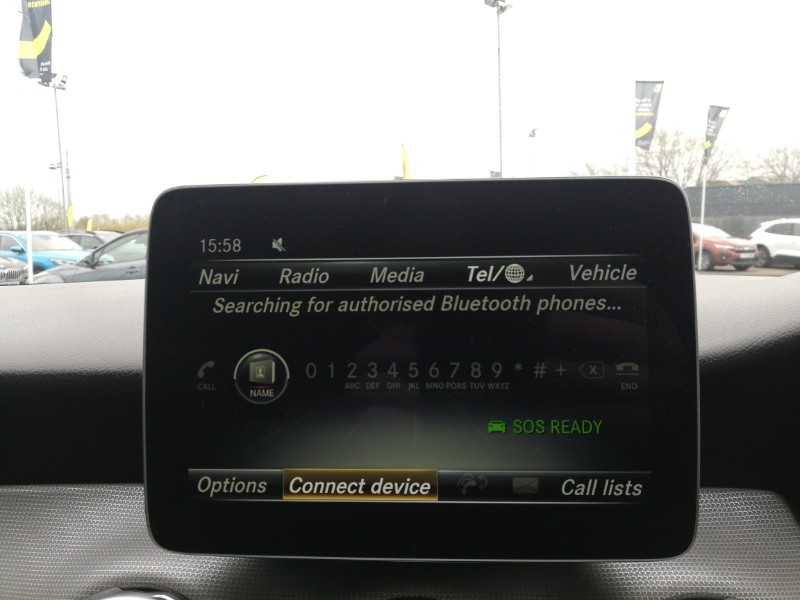 15:58
Navi Radio Media Tel/ Vehicle
Searching for authorised Bluetooth phones...
CALL NAME 0 1 2 3 4 5 6 7 8 9 * # + END
ABC DEF GHI JKL MNO PQRS TUV WXYZ
SOS READY
Options Connect device Call lists